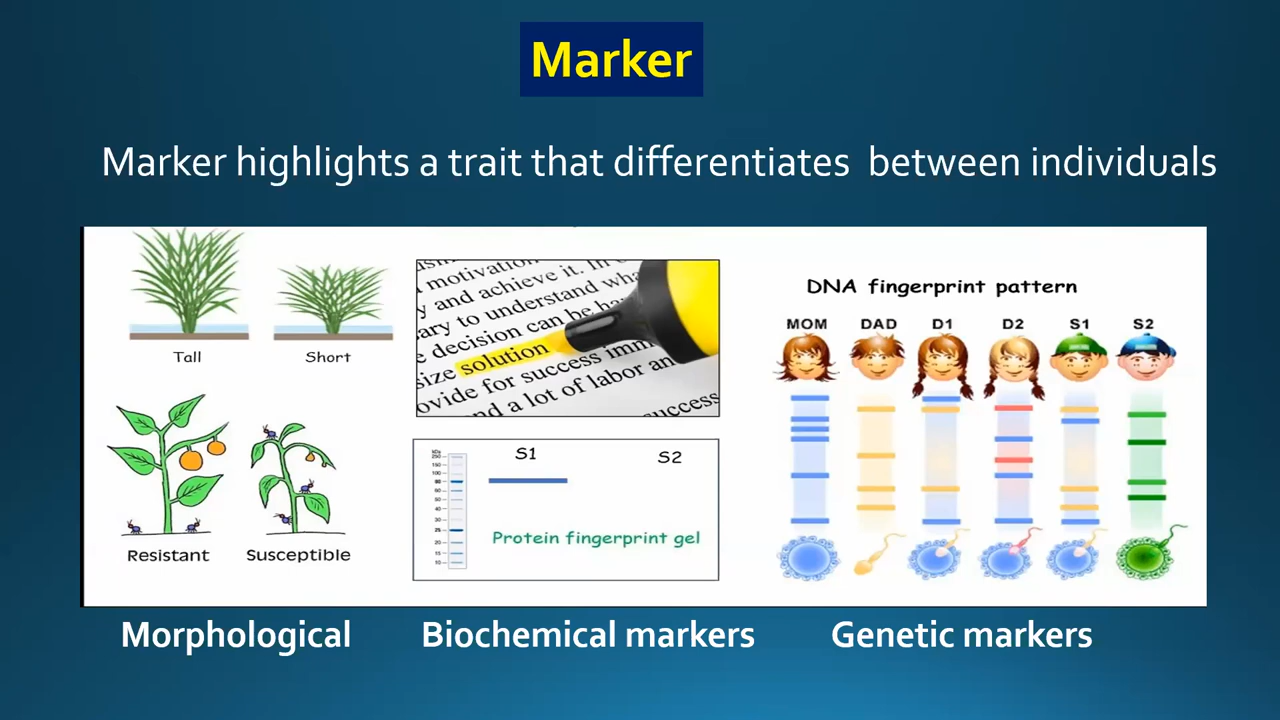 Marker
Marker highlights a trait that differentiates between individuals
Tall
Short
Resistant
Susceptible
motivation
y and achieve it. In
ary to understand wha
decision can be ha
size solution
ovide for success imm
nd a lot of labor an
success
S1
S2
Protein fingerprint gel
DNA fingerprint pattern
MOM DAD D1 D2 S1 S2
Morphological
Biochemical markers
Genetic markers